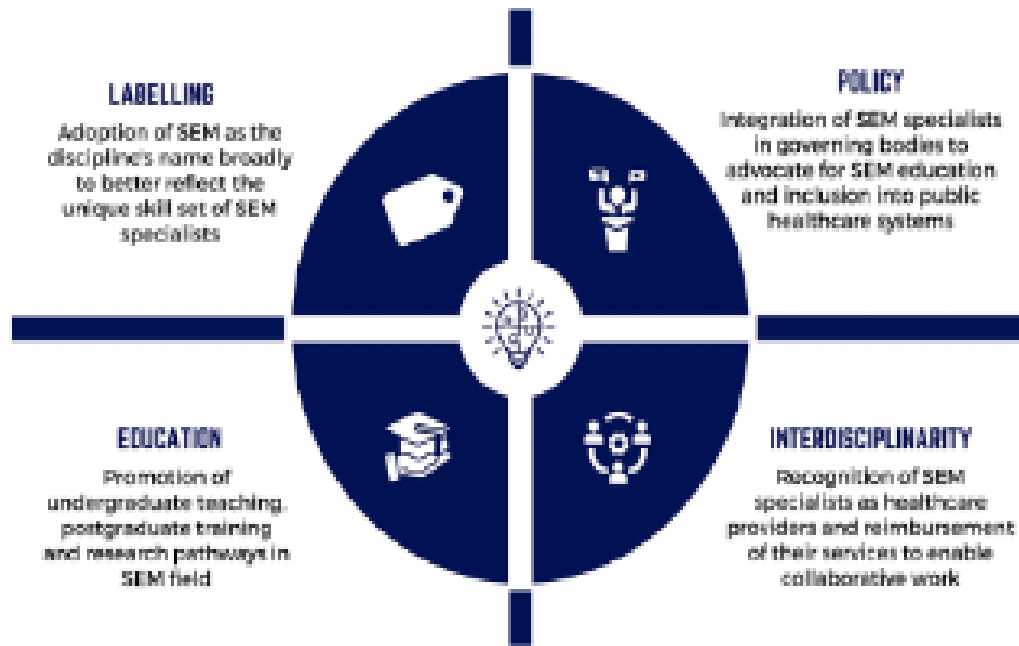 LABELLING
Adoption of SEM as the
discipline's name broadly
to better reflect the
unique skill set of SEM
specialists
POLICY
Integration of SEM specialists
in governing bodies to
advocate for SEM education
and inclusion into public
healthcare systems
EDUCATION
Promotion of
undergraduate teaching,
postgraduate training
and research pathways in
SEM field
INTERDISCIPLINARITY
Recognition of SEM
specialists as healthcare
providers and reimbursement
of their services to enable
collaborative work